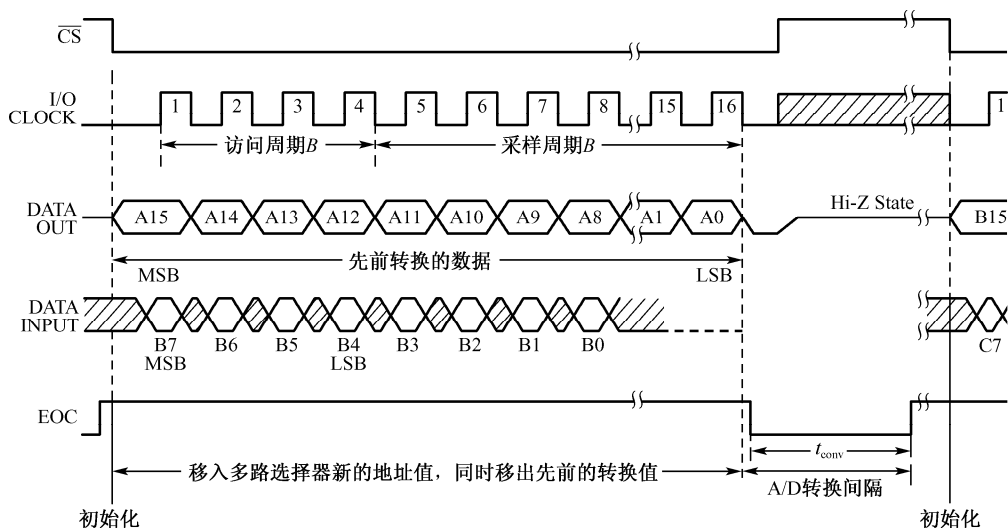 CS
I/O
CLOCK
1 2 3 4 5 6 7 8 15 16 1
访问周期B 采样周期B
DATA
OUT
A15 A14 A13 A12 A11 A10 A9 A8 A1 A0 Hi-Z State B15
先前转换的数据
MSB LSB
DATA
INPUT
B7 B6 B5 B4 B3 B2 B1 B0 C7
MSB LSB
EOC
tconv
移入多路选择器新的地址值，同时移出先前的转换值
A/D转换间隔
初始化 初始化